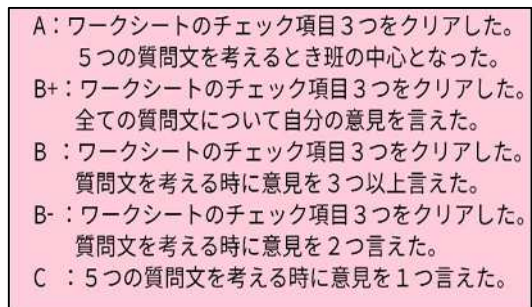 A：ワークシートのチェック項目３つをクリアした。
５つの質問文を考えるとき班の中心となった。
B+：ワークシートのチェック項目３つをクリアした。
全ての質問文について自分の意見を言えた。
B ：ワークシートのチェック項目３つをクリアした。
質問文を考える時に意見を３つ以上言えた。
B-：ワークシートのチェック項目３つをクリアした。
質問文を考える時に意見を２つ言えた。
C ：５つの質問文を考える時に意見を１つ言えた。